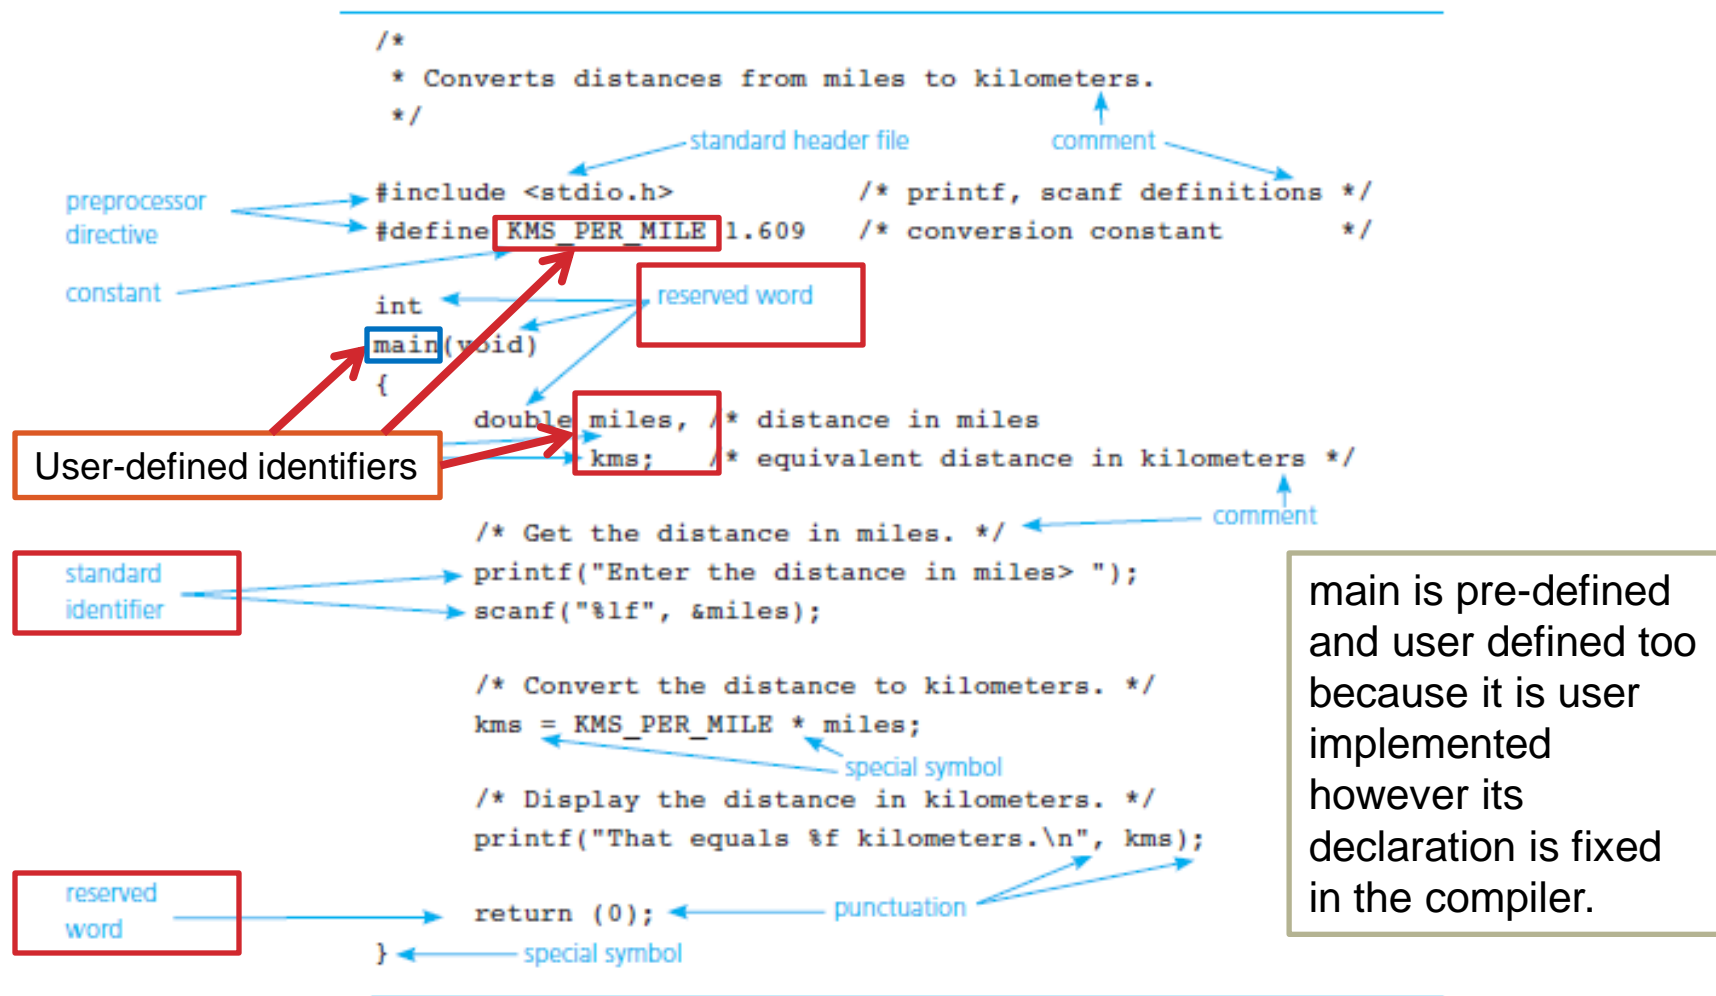 /*
* Converts distances from miles to kilometers.
*/
standard header file comment
preprocessor
directive
#include <stdio.h> /* printf, scanf definitions */
#define KMS_PER_MILE 1.609 /* conversion constant */
constant
reserved word
int
main(void)
{
double miles, /* distance in miles
kms; /* equivalent distance in kilometers */
User-defined identifiers
comment
/* Get the distance in miles. */
standard
identifier
printf("Enter the distance in miles> ");
scanf("%lf", &miles);
main is pre-defined
and user defined too
because it is user
implemented
however its
declaration is fixed
in the compiler.
/* Convert the distance to kilometers. */
kms = KMS_PER_MILE * miles;
special symbol
/* Display the distance in kilometers. */
printf("That equals %f kilometers.\n", kms);
reserved
word
return (0);
punctuation
}
special symbol